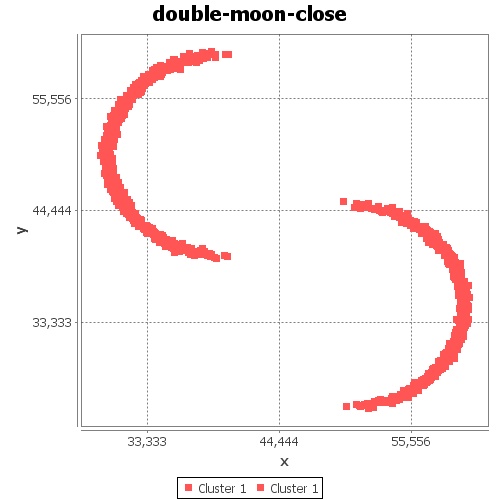 double-moon-close
55,556
44,444
33,333
y
33,333 44,444 55,556
x
Cluster 1 Cluster 1